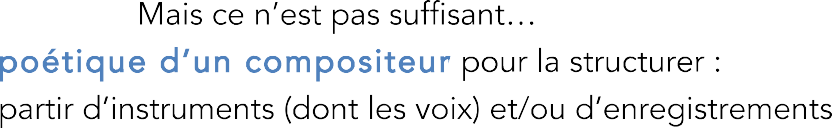 Mais ce n’est pas suffisant…
poétique d’un compositeur pour la structurer :
partir d’instruments (dont les voix) et/ou d’enregistrements